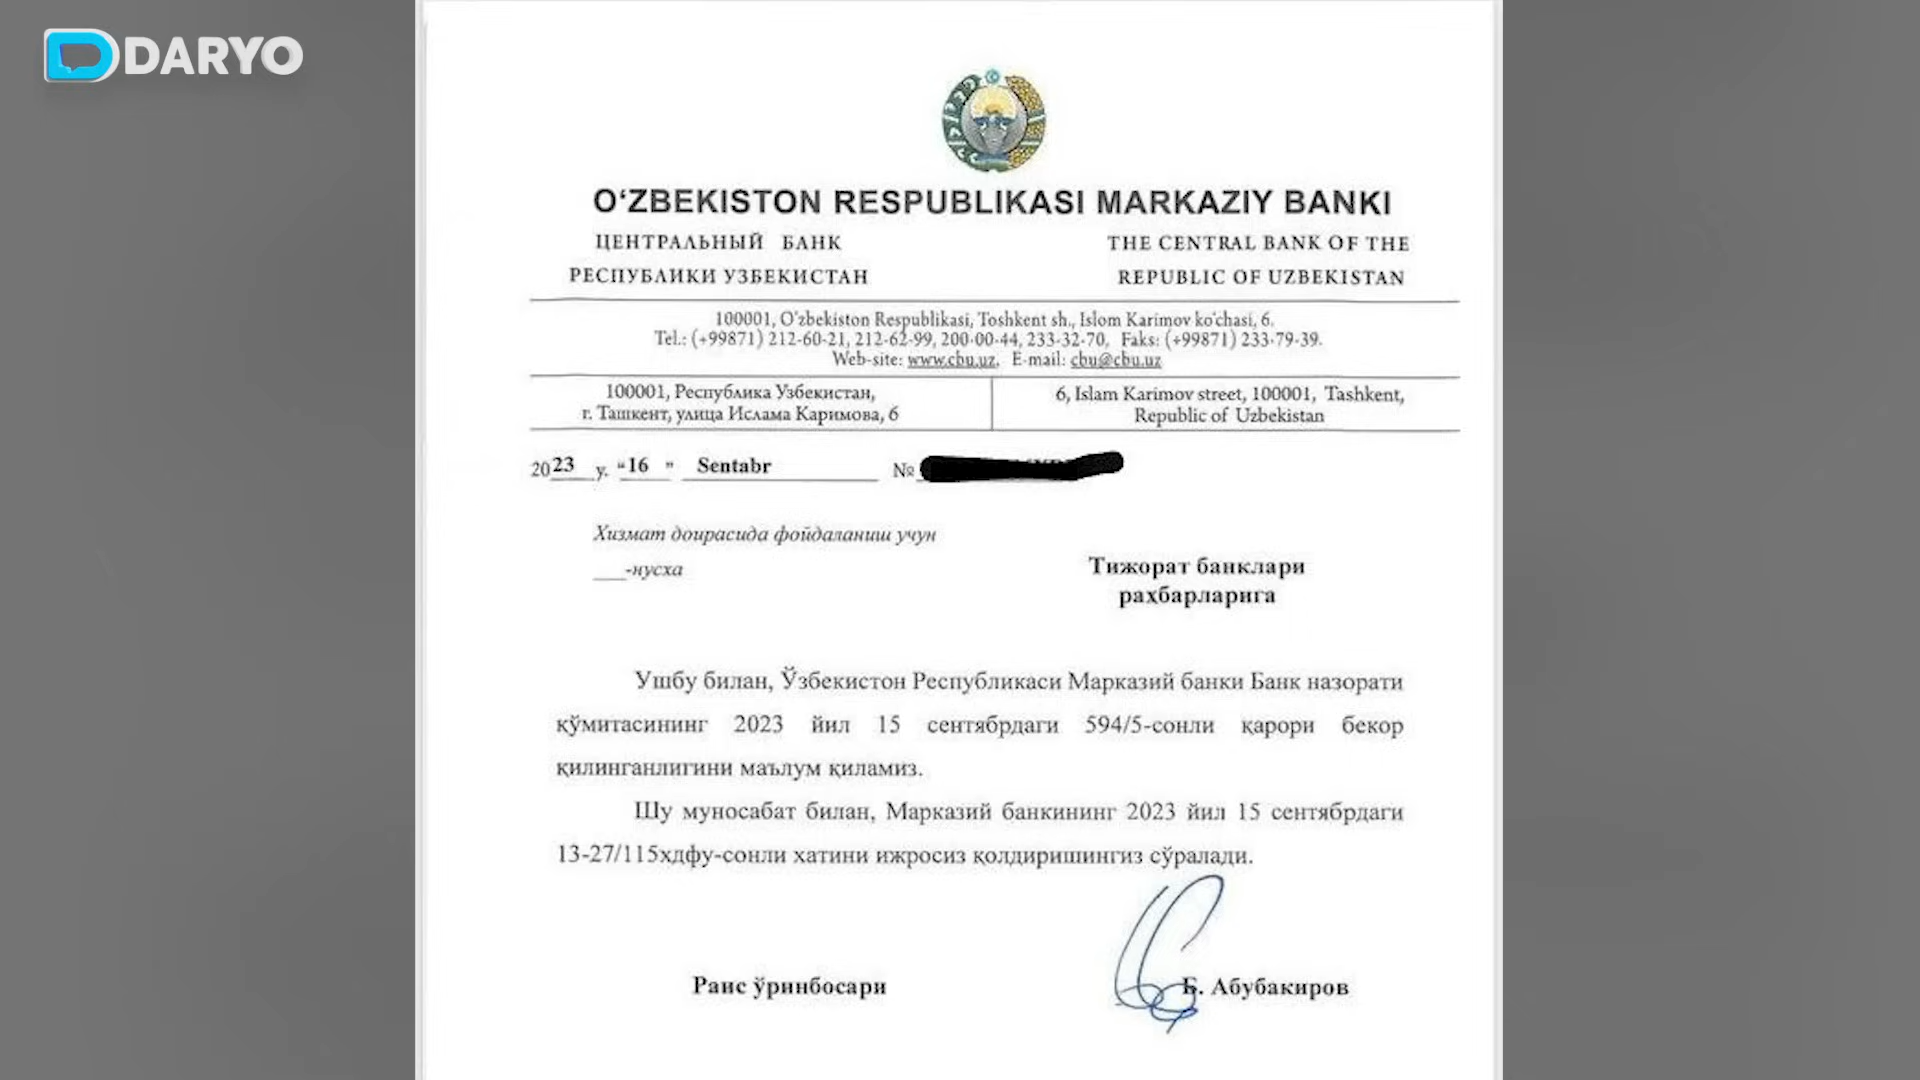 DARYO
O‘ZBEKISTON RESPUBLIKASI MARKAZIY BANKI
ЦЕНТРАЛЬНЫЙ БАНК
РЕСПУБЛИКИ УЗБЕКИСТАН
THE CENTRAL BANK OF THE
REPUBLIC OF UZBEKISTAN
100001, O‘zbekiston Respublikasi, Toshkent sh., Islom Karimov ko‘chasi, 6.
Tel.: (+99871) 212-60-21, 212-62-99, 200-00-44, 233-32-70, Faks: (+99871) 233-79-39.
Web-site: www.cbu.uz, E-mail: cbu@cbu.uz
100001, Республика Узбекистан,
г. Ташкент, улица Ислама Каримова, 6
6, Islam Karimov street, 100001, Tashkent,
Republic of Uzbekistan
2023 y. “16” Sentabr №
Хизмат доирасида фойдаланиш учун
___-нусха
Тижорат банклари
раҳбарларига
Ушбу билан, Ўзбекистон Республикаси Марказий банки Банк назорати
қўмитасининг 2023 йил 15 сентябрдаги 594/5-сонли қарори бекор
қилинганлигини маълум қиламиз.
Шу муносабат билан, Марказий банкининг 2023 йил 15 сентябрдаги
13-27/115хдфу-сонли хатини ижросиз қолдиришингиз сўралади.
Раис ўринбосари
Б. Абубакиров